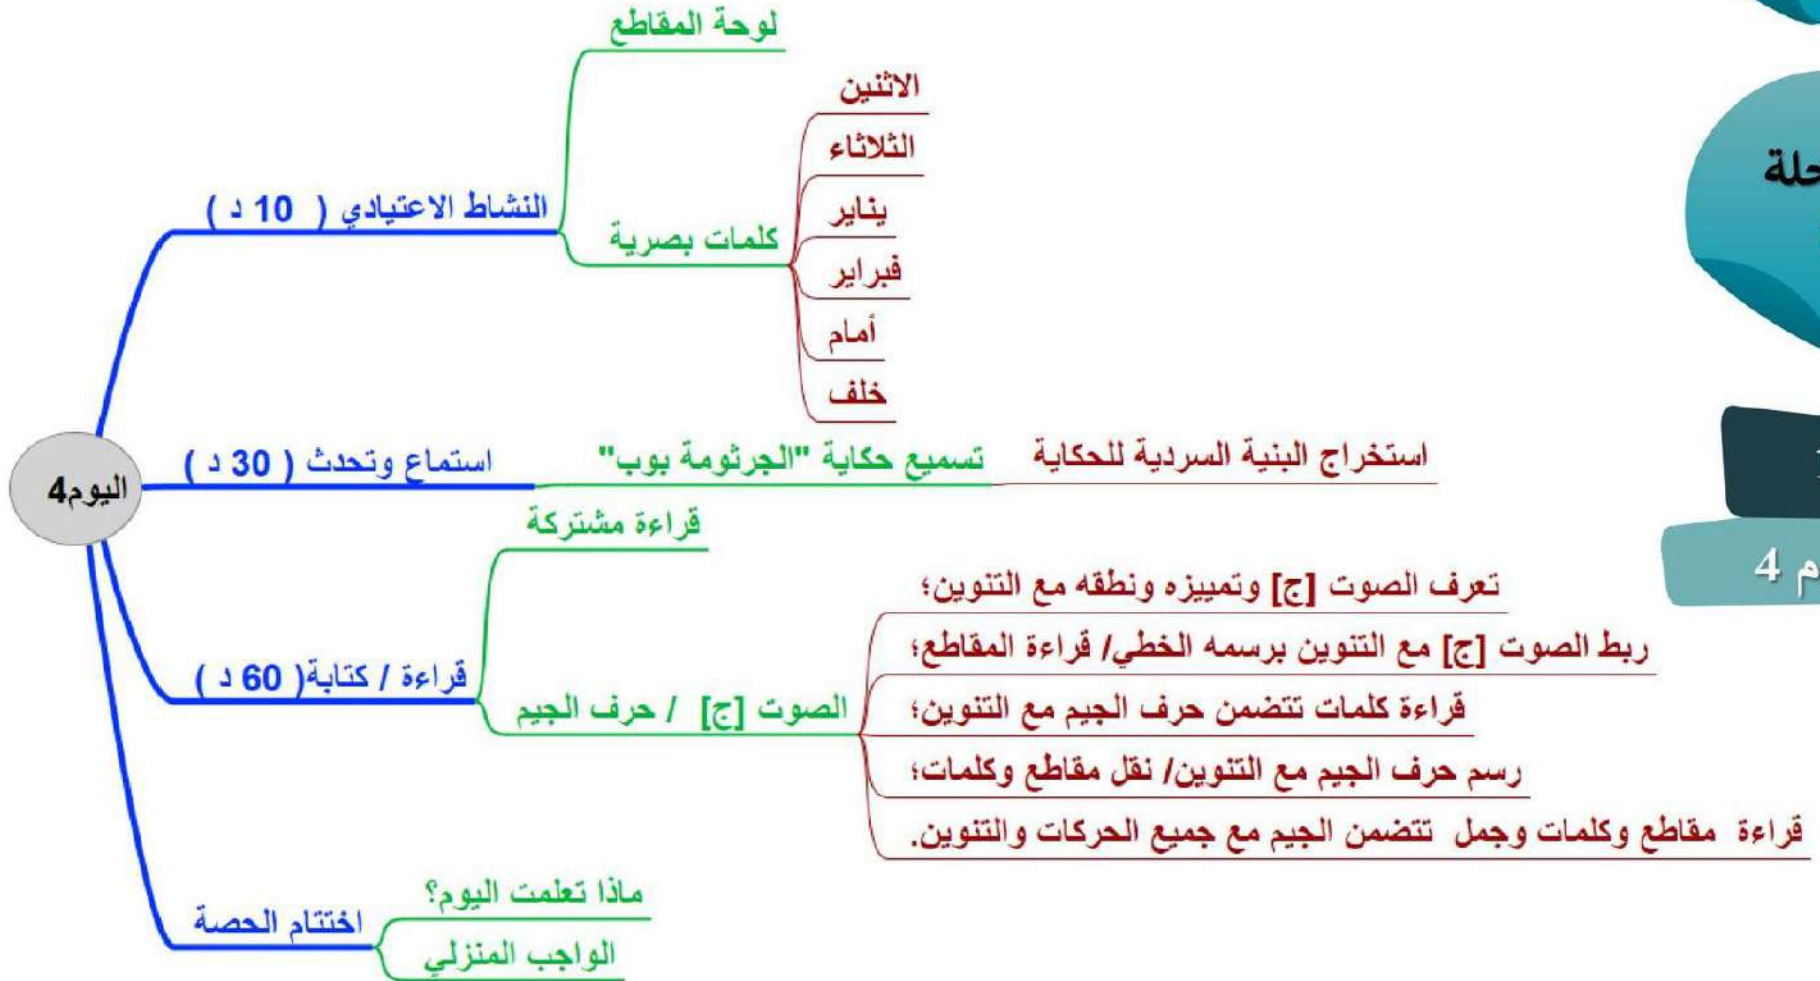 لوحة المقاطع
الاثنين
الثلاثاء
يناير
فبراير
أمام
خلف
كلمات بصرية
النشاط الاعتيادي ( 10 د )
استماع وتحدث ( 30 د )
تسميع حكاية "الجرثومة بوب"
استخراج البنية السردية للحكاية
اليوم4
قراءة مشتركة
قراءة / كتابة( 60 د )
الصوت [ج] / حرف الجيم
تعرف الصوت [ج] وتمييزه ونطقه مع التنوين؛
ربط الصوت [ج] مع التنوين برسمه الخطي/ قراءة المقاطع؛
قراءة كلمات تتضمن حرف الجيم مع التنوين؛
رسم حرف الجيم مع التنوين/ نقل مقاطع وكلمات؛
قراءة مقاطع وكلمات وجمل تتضمن الجيم مع جميع الحركات والتنوين.
اختتام الحصة
ماذا تعلمت اليوم؟
الواجب المنزلي
4